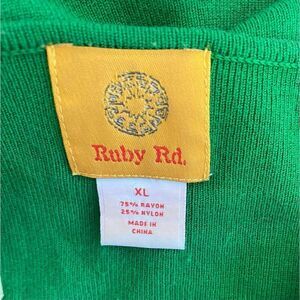 Ruby Rd.
XL
75% RAYON
25% NYLON
MADE IN
CHINA